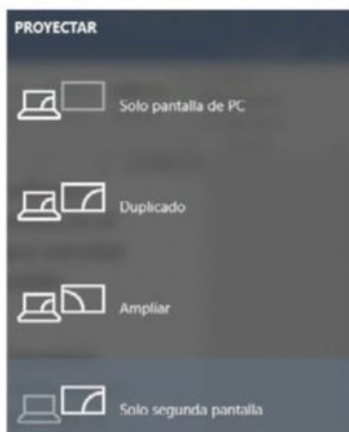 PROYECTAR
Solo pantalla de PC
Duplicado
Ampliar
Solo segunda pantalla